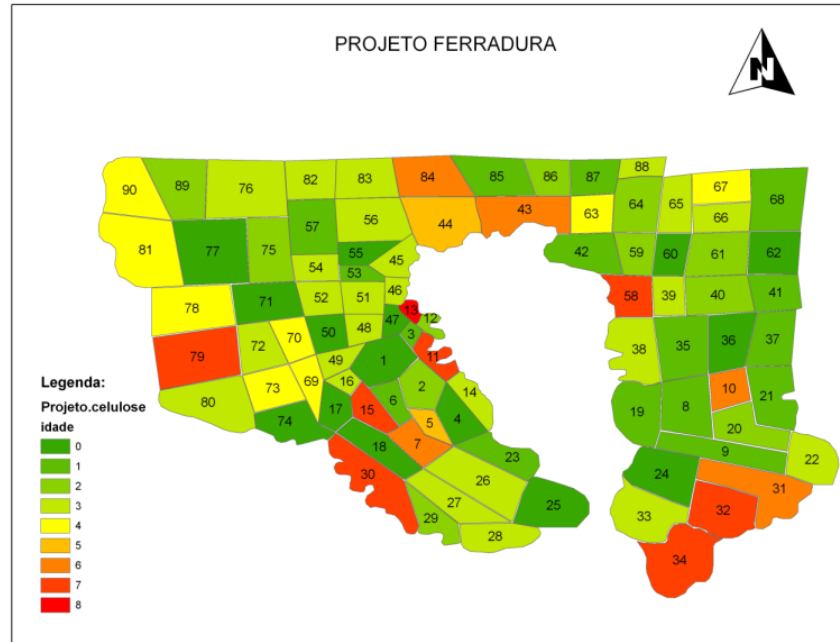 PROJETO FERRADURA
N
88
90 89 76 82 83 84 85 86 87
67
57 56 44 43 63 64 65 66 68
81 77 75 55 45 42 59 60 61 62
54 53
78 71 52 51 46 58 39 40 41
13
50 48 47 3 12
79 72 70 49 1 11 38 35 36 37
80 73 69 16 2 14 10
74 17 15 6 5 4 19 8 21
18 7 20
23 9 22
30 26 24
27 25 31
29 33 32
28
34
Legenda:
Projeto.celulose
idade
0
1
2
3
4
5
6
7
8